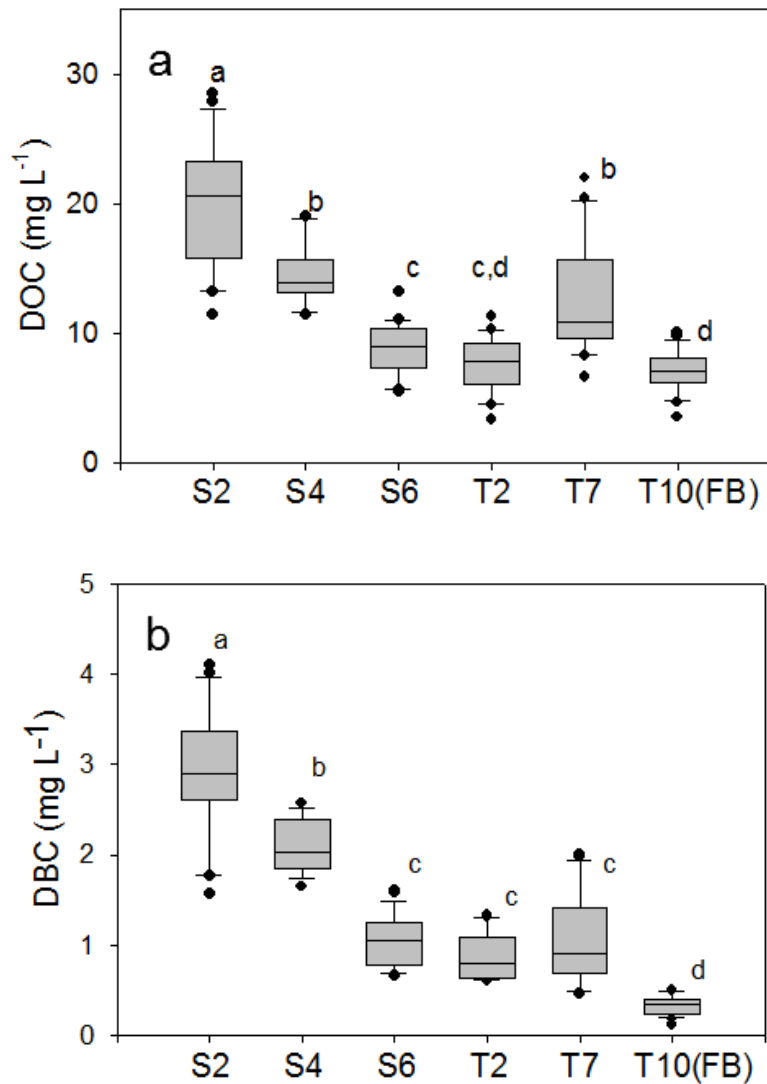 a
DOC (mg L⁻¹)
30
20
10
0
a
b
c
c,d
b
d
S2 S4 S6 T2 T7 T10(FB)
b
DBC (mg L⁻¹)
5
4
3
2
1
0
a
b
c
c
c
d
S2 S4 S6 T2 T7 T10(FB)